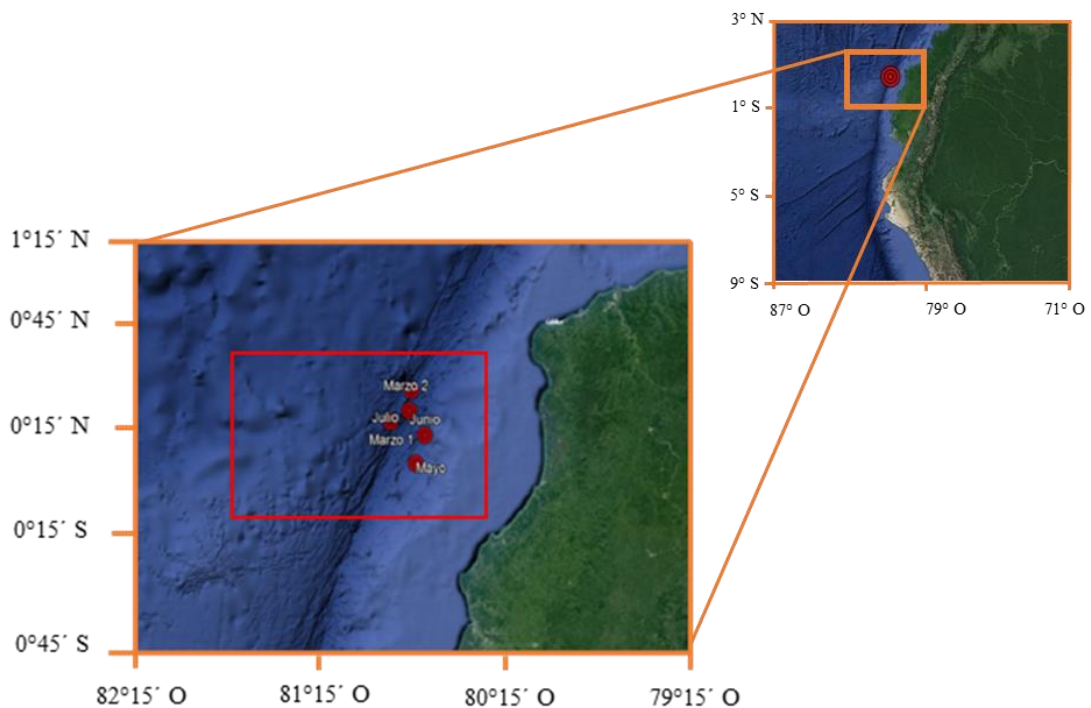 3° N
1° S
5° S
9° S
87° O
79° O
71° O
1°15´ N
0°45´ N
0°15´ N
0°15´ S
0°45´ S
Marzo 2
Julio
Junio
Marzo 1
Mayo
82°15´ O
81°15´ O
80°15´ O
79°15´ O